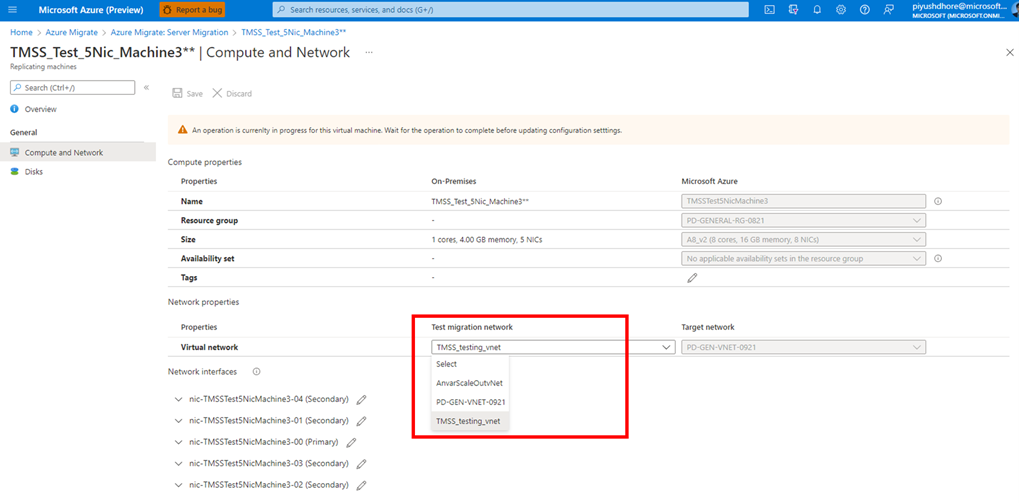 Microsoft Azure (Preview)
Report a bug
Search resources, services, and docs (G+/)
piyushdhore@microsoft...
MICROSOFT (MICROSOFT.ONMI...
Home > Azure Migrate > Azure Migrate: Server Migration > TMSS_Test_5Nic_Machine3**
TMSS_Test_5Nic_Machine3** | Compute and Network ...
Replicating machines
Search (Ctrl+/)
Save
Discard
Overview
General
Compute and Network
Disks
An operation is currenlty in progress for this virtual machine. Wait for the operation to complete before updating configuration setttings.
Compute properties
Properties
On-Premises
Microsoft Azure
Name
TMSS_Test_5Nic_Machine3**
TMSSTest5NicMachine3
Resource group
-
PD-GENERAL-RG-0821
Size
1 cores, 4.00 GB memory, 5 NICs
A8_v2 (8 cores, 16 GB memory, 8 NICs)
Availability set
-
No applicable availability sets in the resource group
Tags
-
Network properties
Properties
Test migration network
Target network
Virtual network
TMSS_testing_vnet
PD-GEN-VNET-0921
Select
AnvarScaleOutvNet
PD-GEN-VNET-0921
TMSS_testing_vnet
Network interfaces
nic-TMSSTest5NicMachine3-04 (Secondary)
nic-TMSSTest5NicMachine3-01 (Secondary)
nic-TMSSTest5NicMachine3-00 (Primary)
nic-TMSSTest5NicMachine3-03 (Secondary)
nic-TMSSTest5NicMachine3-02 (Secondary)